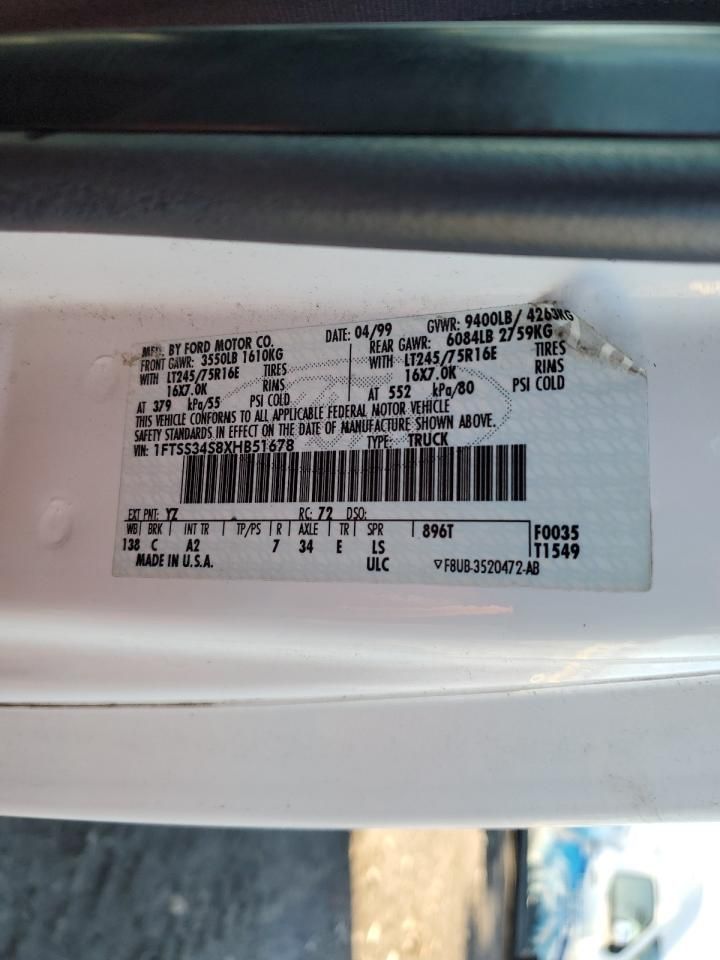 MFD. BY FORD MOTOR CO. DATE: 04/99 GVWR: 9400LB/ 4263KG
FRONT GAWR: 3550LB 1610KG REAR GAWR: 6084LB 2759KG
WITH LT245/75R16E TIRES WITH LT245/75R16E TIRES
16X7.0K RINS 16X7.0K RINS
AT 379 kPa/55 PSI COLD AT 552 kPa/80 PSI COLD
THIS VEHICLE CONFORMS TO ALL APPLICABLE FEDERAL MOTOR VEHICLE
SAFETY STANDARDS IN EFFECT ON THE DATE OF MANUFACTURE SHOWN ABOVE.
VIN: 1FTSS34S8XHB51678 TYPE: TRUCK
EXT PNT: YZ RC: 72 DSO:
WB BRK INT TR TP/PS R AXLE TR SPR 896T F0035
138 C A2 7 34 E LS T1549
MADE IN U.S.A. ULC ▽F8UB-3520472-AB